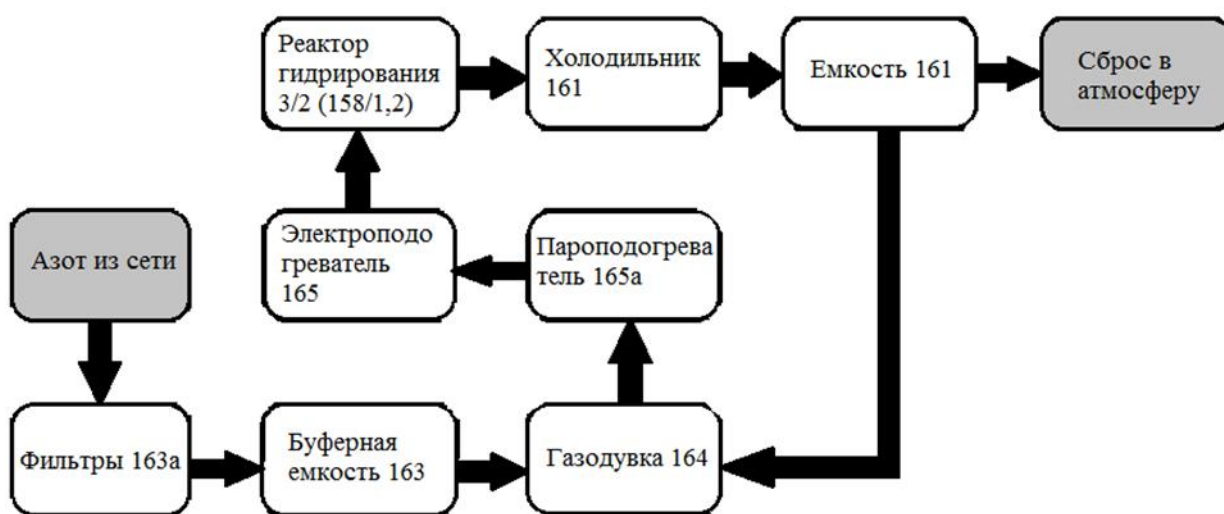 Реактор
гидрирования
3/2 (158/1,2)
Холодильник
161
Емкость 161
Сброс в
атмосферу
Азот из сети
Электроподо
греватель
165
Пароподогрева
тель 165а
Фильтры 163а
Буферная
емкость 163
Газодувка 164